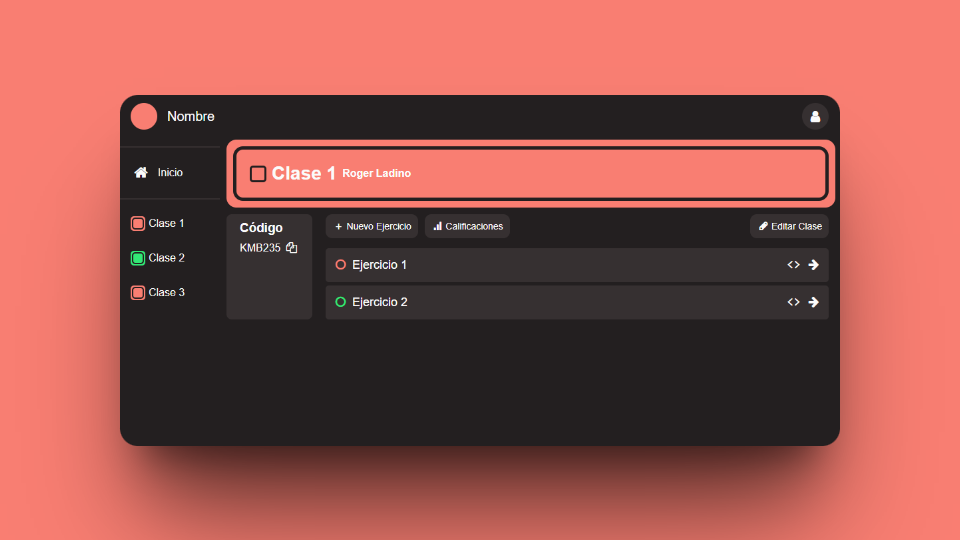 Nombre
Inicio
Clase 1
Clase 2
Clase 3
Clase 1 Roger Ladino
Código
KMB235
+ Nuevo Ejercicio
Calificaciones
Editar Clase
Ejercicio 1 <>
Ejercicio 2 <>